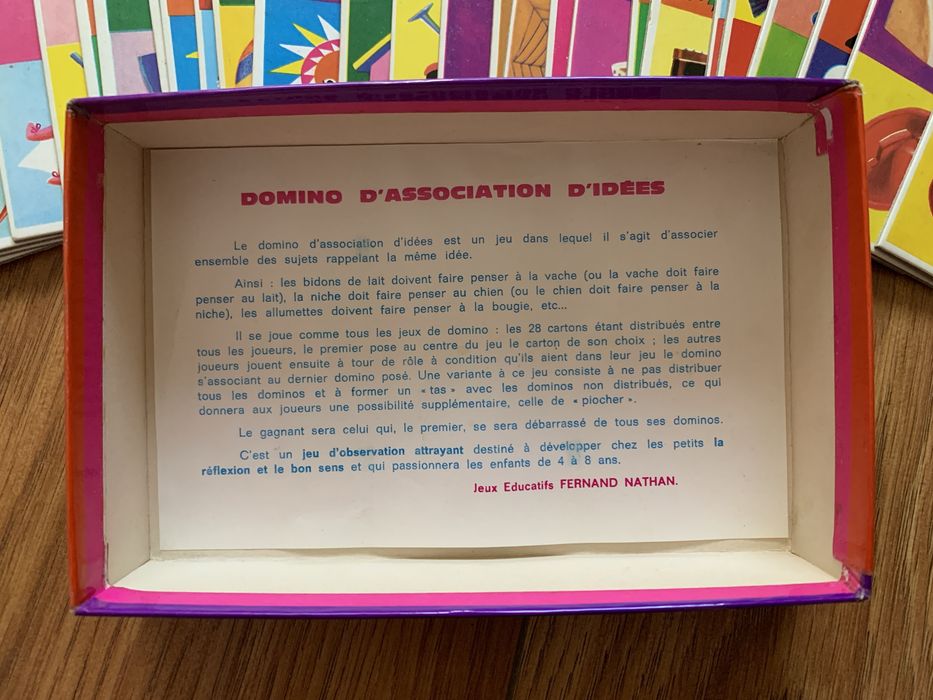 DOMINO D'ASSOCIATION D'IDÉES
Le domino d'association d'idées est un jeu dans lequel il s'agit d'associer
ensemble des sujets rappelant la même idée.
Ainsi : les bidons de lait doivent faire penser à la vache (ou la vache doit faire
penser au lait), la niche doit faire penser au chien (ou le chien doit faire penser à la
niche), les allumettes doivent faire penser à la bougie, etc...
Il se joue comme tous les jeux de domino : les 28 cartons étant distribués entre
tous les joueurs, le premier pose au centre du jeu le carton de son choix ; les autres
joueurs jouent ensuite à tour de rôle à condition qu'ils aient dans leur jeu le domino
s'associant au dernier domino posé. Une variante à ce jeu consiste à ne pas distribuer
tous les dominos et à former un « tas » avec les dominos non distribués, ce qui
donnera aux joueurs une possibilité supplémentaire, celle de « piocher ».
Le gagnant sera celui qui, le premier, se sera débarrassé de tous ses dominos.
C'est un jeu d'observation attrayant destiné à développer chez les petits la
réflexion et le bon sens et qui passionnera les enfants de 4 à 8 ans.
Jeux Educatifs FERNAND NATHAN.